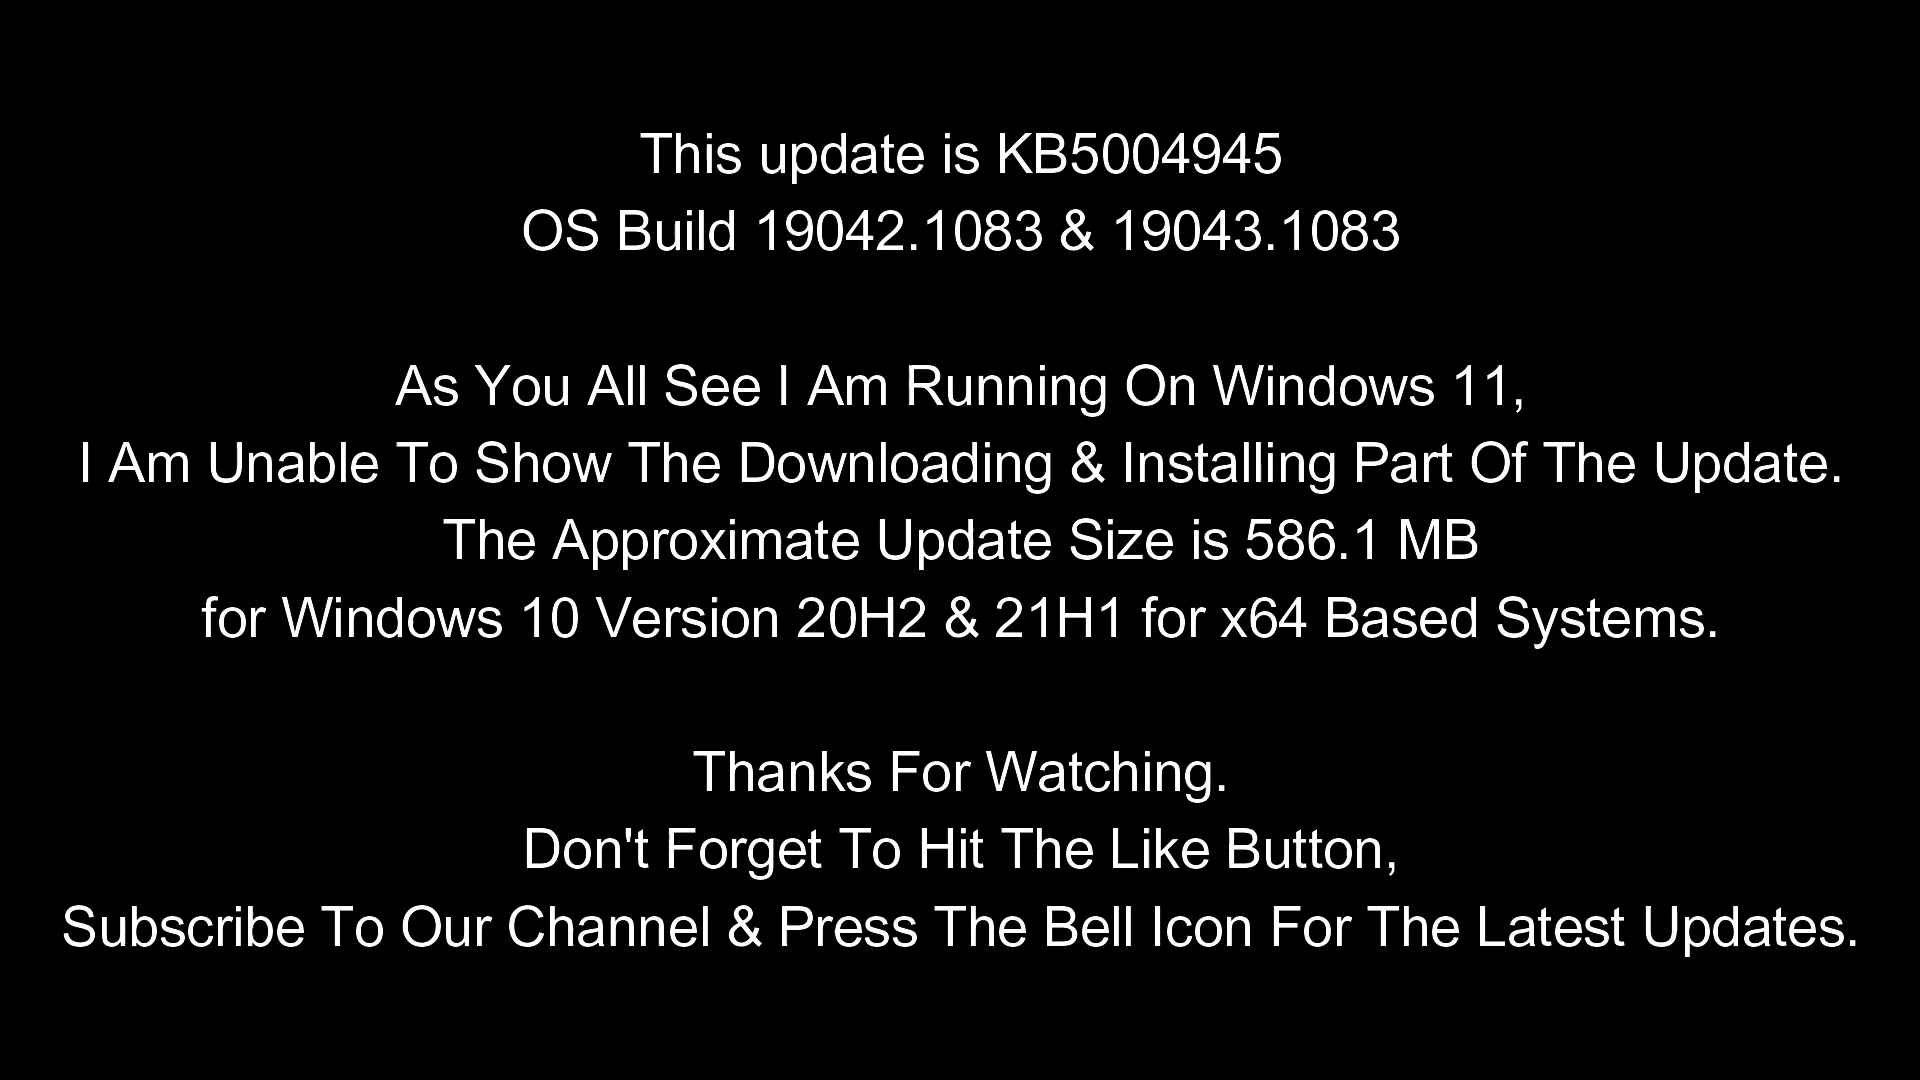 This update is KB5004945
OS Build 19042.1083 & 19043.1083
As You All See I Am Running On Windows 11,
I Am Unable To Show The Downloading & Installing Part Of The Update.
The Approximate Update Size is 586.1 MB
for Windows 10 Version 20H2 & 21H1 for x64 Based Systems.
Thanks For Watching.
Don't Forget To Hit The Like Button,
Subscribe To Our Channel & Press The Bell Icon For The Latest Updates.